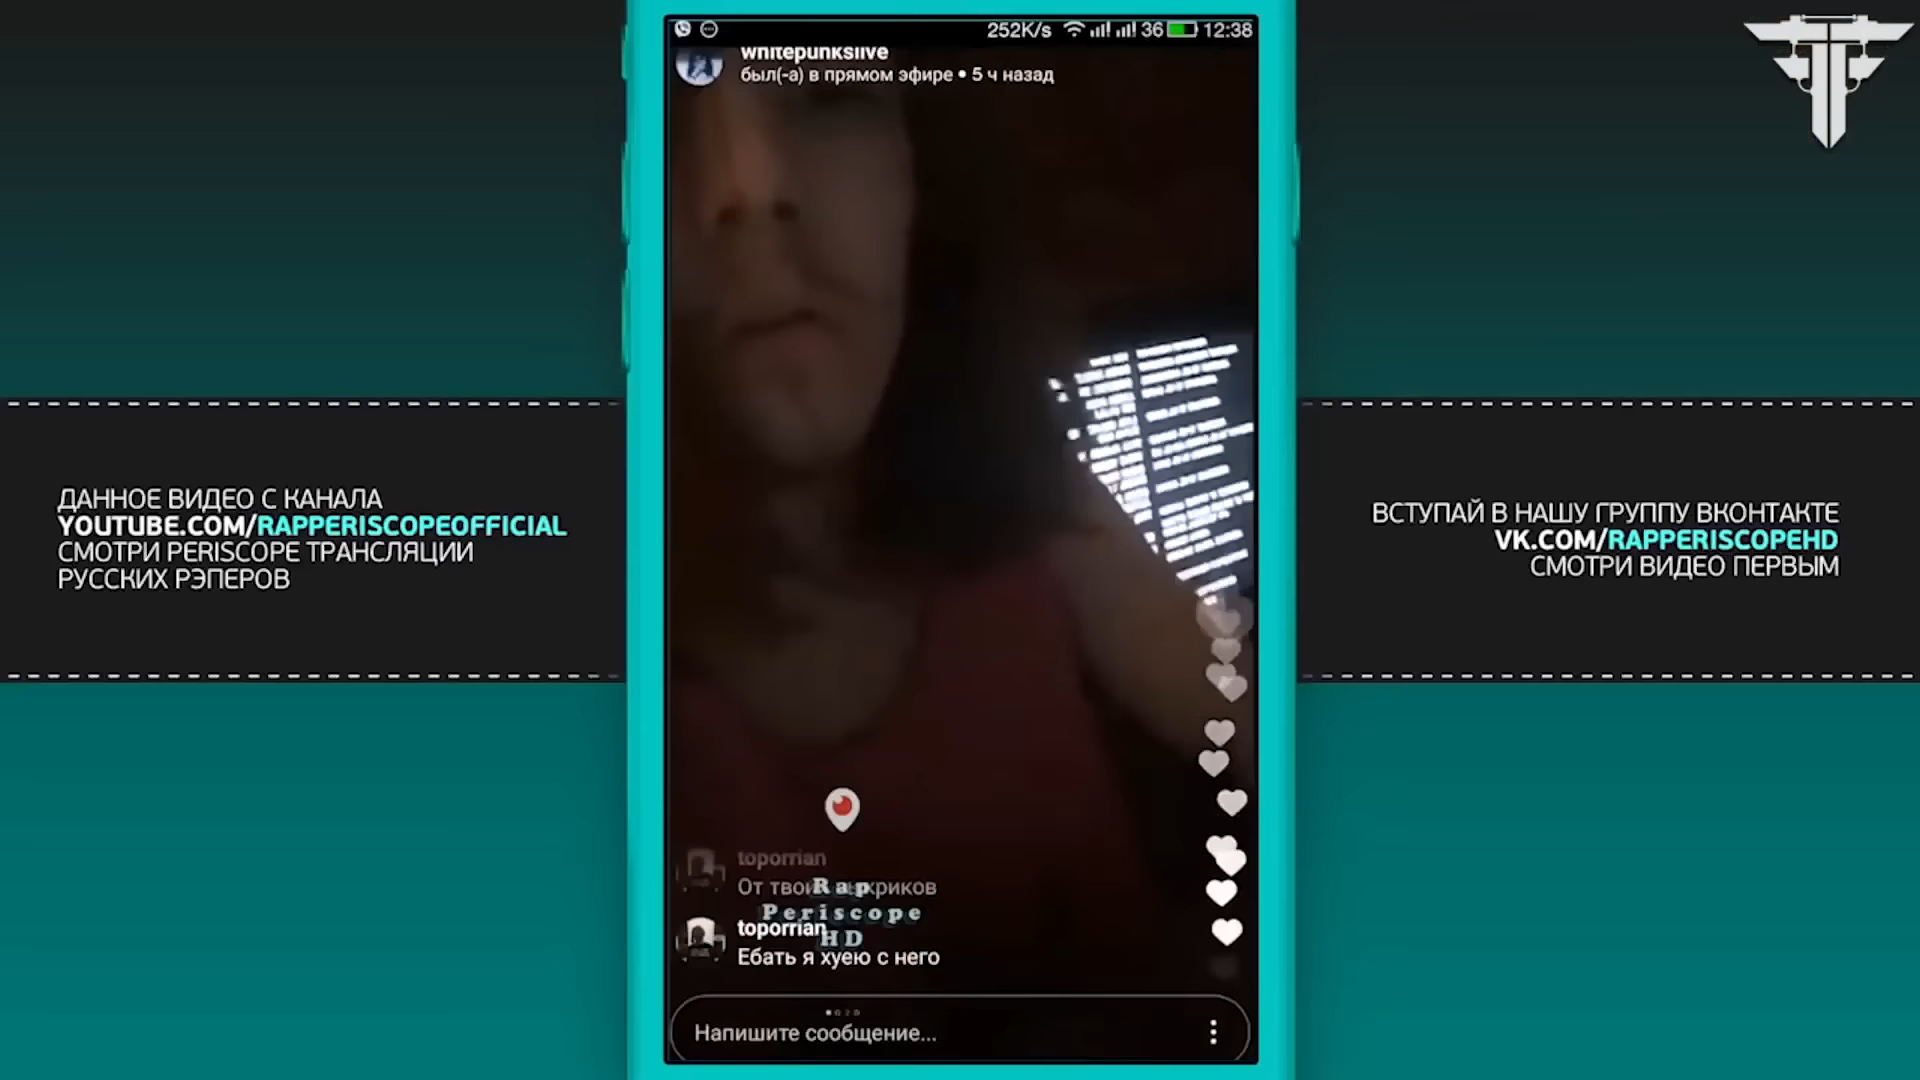 252K/s 36 12:38
whitepunkslive
был(-а) в прямом эфире • 5 ч назад
ДАННОЕ ВИДЕО С КАНАЛА
YOUTUBE.COM/RAPPERISCOPEOFFICIAL
СМОТРИ PERISCOPE ТРАНСЛЯЦИИ
РУССКИХ РЭПЕРОВ
ВСТУПАЙ В НАШУ ГРУППУ ВКОНТАКТЕ
VK.COM/RAPPERISCOPEHD
СМОТРИ ВИДЕО ПЕРВЫМ
toporrian
От твоих выкриков
Rap
Periscope
HD
toporrian
Ебать я хуею с него
Напишите сообщение...